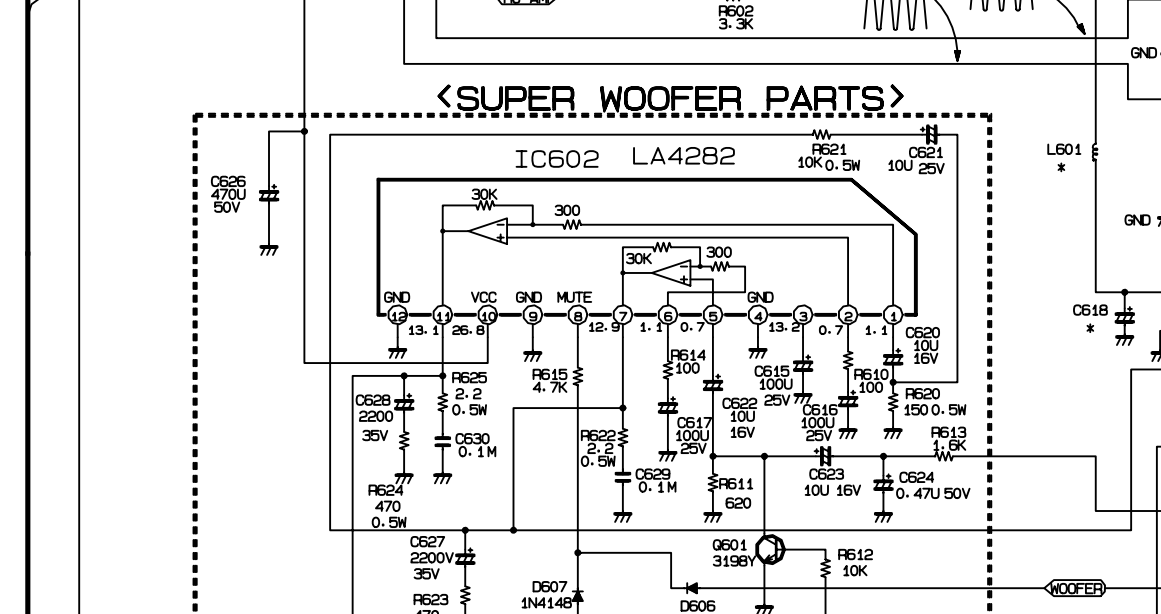 R602
3.3K
GND
<SUPER WOOFER PARTS>
R621
10K 0.5W
C621
10U 25V
L601
*
IC602 LA4282
C626
470U
50V
30K
300
30K
300
GND
GND VCC GND MUTE GND
12 11 10 9 8 7 6 5 4 3 2 1
13.1 26.8 12.9 1.1 0.7 13.2 0.7 1.1
C618
*
C620
10U
16V
R614
100
R625
2.2
0.5W
R615
4.7K
C615
100U
25V
R610
100
C628
2200
35V
C622
10U
16V
C616
100U
25V
R620
150 0.5W
C617
100U
25V
C630
0.1M
R622
2.2
0.5W
R613
1.6K
C629
0.1M
R611
620
C623
10U 16V
C624
0.47U 50V
R624
470
0.5W
C627
2200V
35V
Q601
3198Y
R612
10K
D607
1N4148
R623
D606
WOOFER